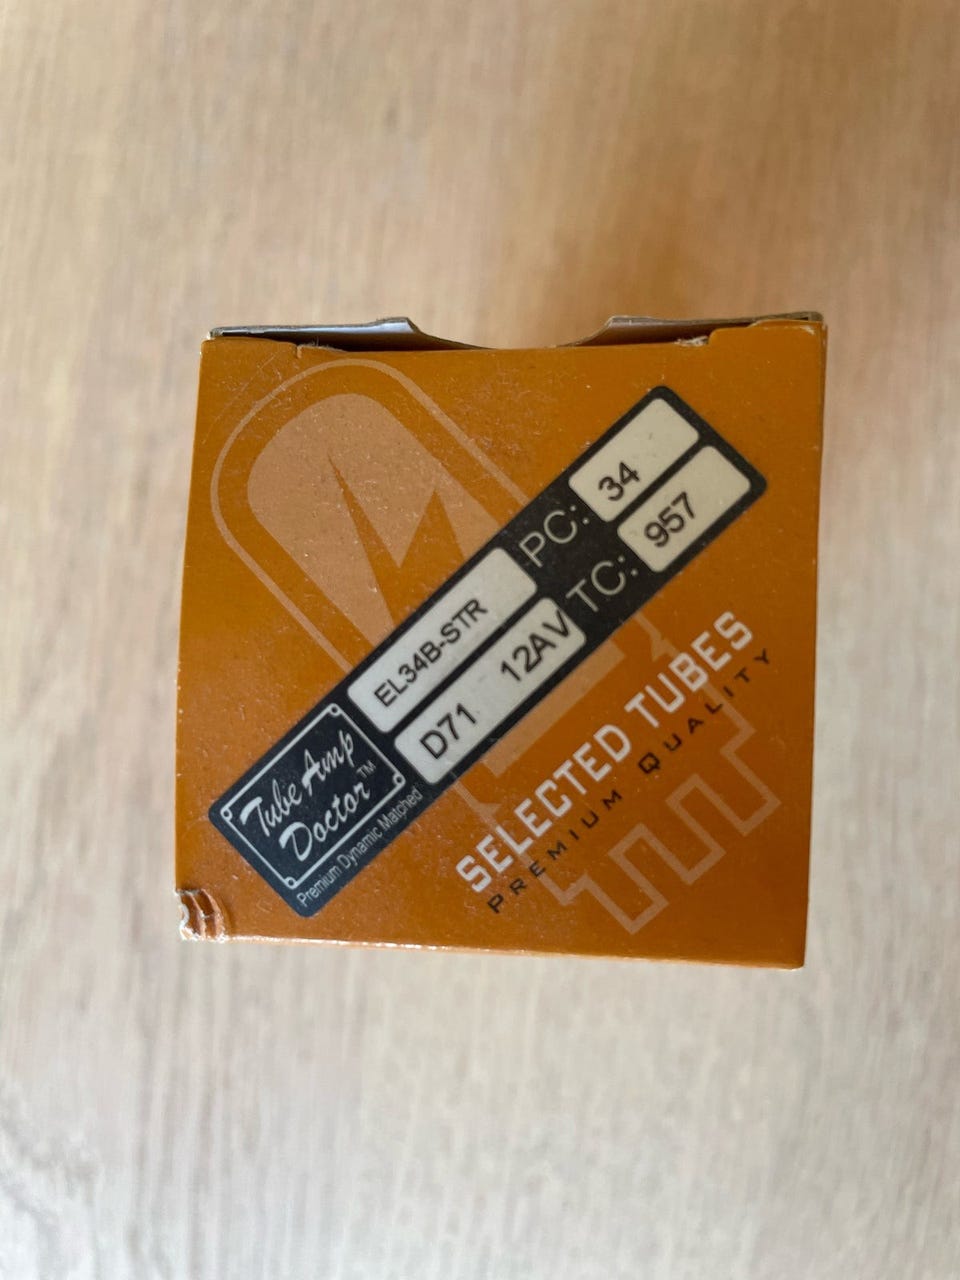 Tube Amp
Doctor™
Premium Dynamic Matched
EL34B-STR
D71 12AV
PC: 34
TC: 957
SELECTED TUBES
PREMIUM QUALITY